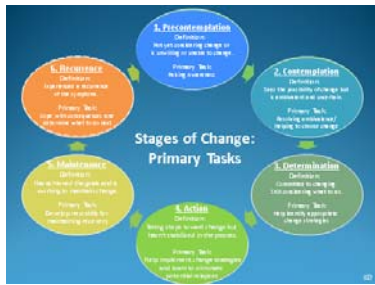 1. Precontemplation
Definition:
Not yet considering change or
is unwilling or unable to change.
Primary Task:
Raising awareness
2. Contemplation
Definition:
Sees the possibility of change but
is ambivalent and uncertain.
Primary Task:
Resolving ambivalence/
Helping to choose change
3. Determination
Definition:
Committed to changing.
Still considering what to do.
Primary Task:
Help identify appropriate
change strategies
4. Action
Definition:
Taking steps toward change but
hasn't stabilized in the process.
Primary Task:
Help implement change strategies
and learn to eliminate
potential relapses
5. Maintenance
Definition:
Has achieved the goals and is
working to maintain change.
Primary Task:
Develop new skills for
maintaining recovery
6. Recurrence
Definition:
Experienced a recurrence
of the symptoms.
Primary Task:
Cope with consequences and
determine what to do next
Stages of Change:
Primary Tasks